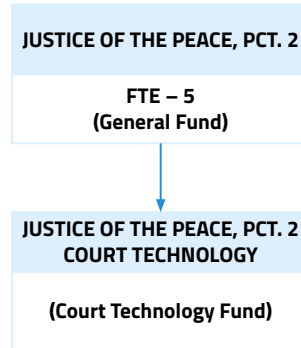 JUSTICE OF THE PEACE, PCT. 2
FTE – 5
(General Fund)
JUSTICE OF THE PEACE, PCT. 2
COURT TECHNOLOGY
(Court Technology Fund)